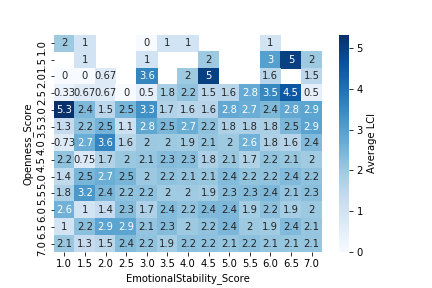 2 1 0 1 1 1
1 1 2 3 5 2
0 0 0.67 3.6 2 5 1.6 1.5
-0.33 0.67 0.67 0 0.5 1.8 2.2 1.5 1.6 2.6 3.5 4.5 0.5
5.3 2.4 1.5 2.5 3.3 1.7 1.6 1.6 2.8 2.7 2.4 2.8 2.9
1.3 2.2 2.5 1.1 2.8 2.5 2.7 2.2 1.8 1.8 1.8 2.5 2.9
-0.73 2.7 3.6 1.6 2 2 1.9 2.1 2 2.6 1.8 1.6 2.4
2.2 0.75 1.7 2 2.1 2.3 2.3 1.8 2.1 1.7 2.2 2.1 2
1.4 2.5 2.7 2.5 2 2.2 2.1 2.1 2.4 2.2 2.2 2.4 2.2
1.8 3.2 2.4 2.2 2.2 2 2 1.9 2.3 2.3 2.4 2.1 2.3
2.6 1 1.4 2.3 1.7 2.4 2.2 2.4 2.4 1.9 2.2 1.9 2
1 2.2 2.9 2.9 2.1 2.3 2 2.2 2.4 2 1.9 2.4 2.1
2.1 1.3 1.5 2.4 2.2 1.9 2.2 2.2 2.1 2.2 2.1 2.2 2.1
1.0 1.5 2.0 2.5 3.0 3.5 4.0 4.5 5.0 5.5 6.0 6.5 7.0
EmotionalStability_Score
Openness_Score
7.0 6.5 6.0 5.5 5.0 4.5 4.0 3.5 3.0 2.5 2.0 1.5 1.0
5
4
3
2
1
0
Average LCI